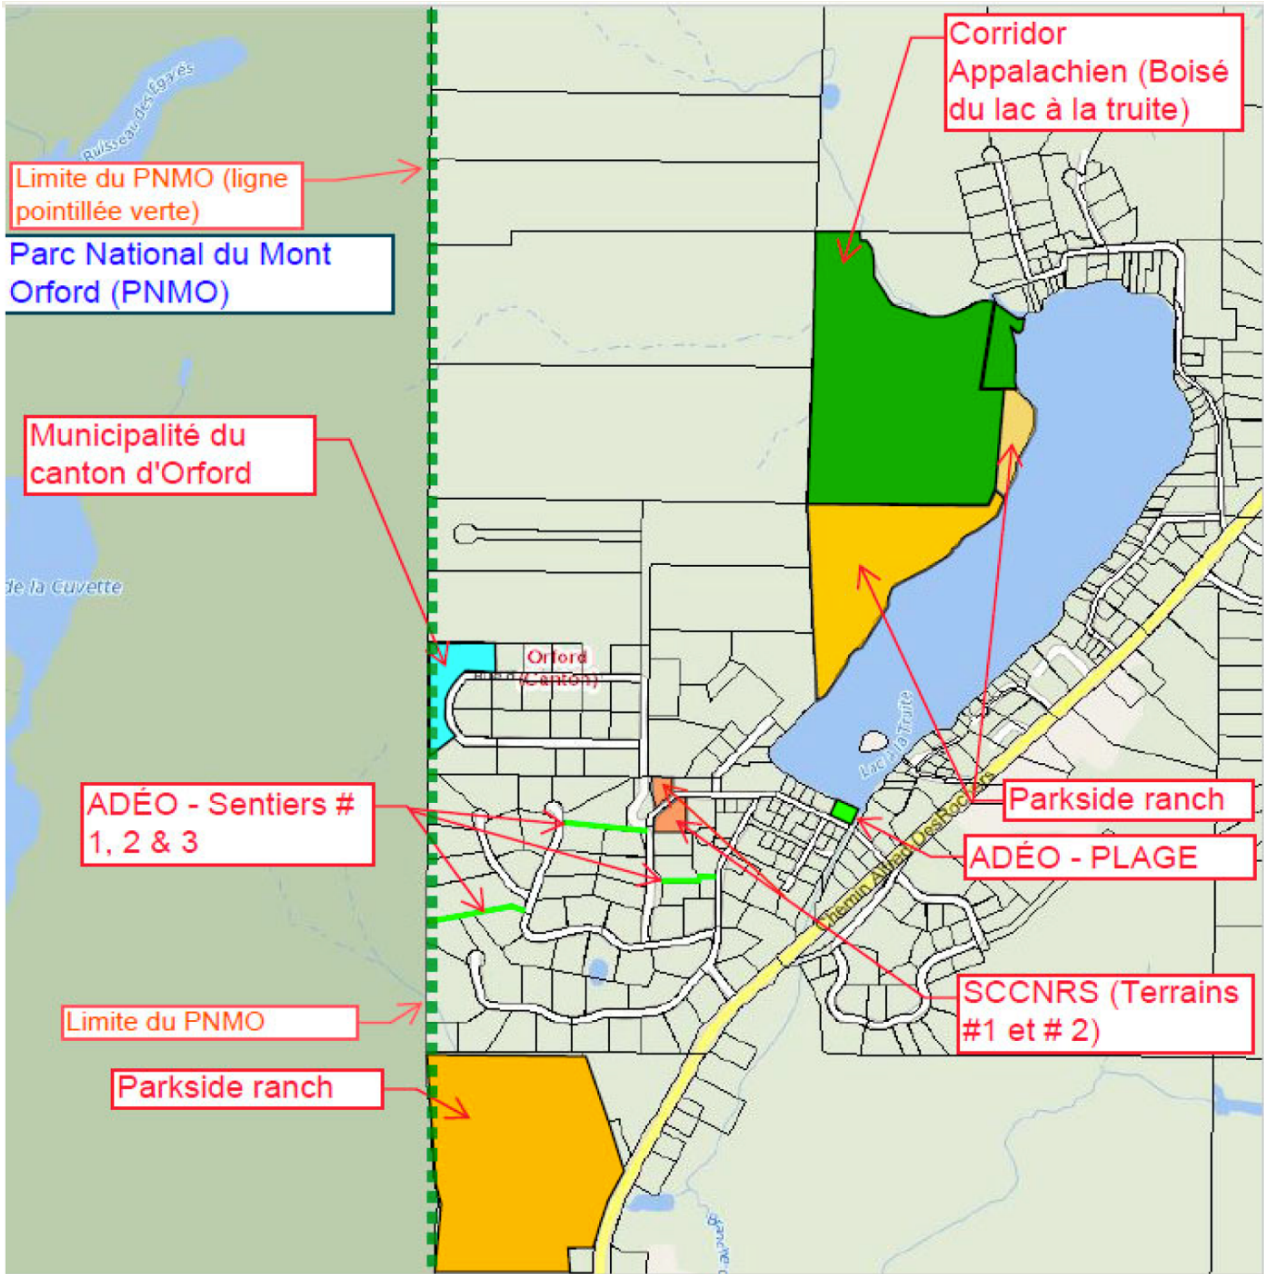 Corridor
Appalachien (Boisé
du lac à la truite)
Ruisseau des Égarés
Limite du PNMO (ligne
pointillée verte)
Parc National du Mont
Orford (PNMO)
Municipalité du
canton d'Orford
de la Cuvette
Orford
(Canton)
Lac à la Truite
ADÉO - Sentiers #
1, 2 & 3
Parkside ranch
ADÉO - PLAGE
Chemin Alfred DesRochers
SCCNRS (Terrains
#1 et # 2)
Limite du PNMO
Parkside ranch